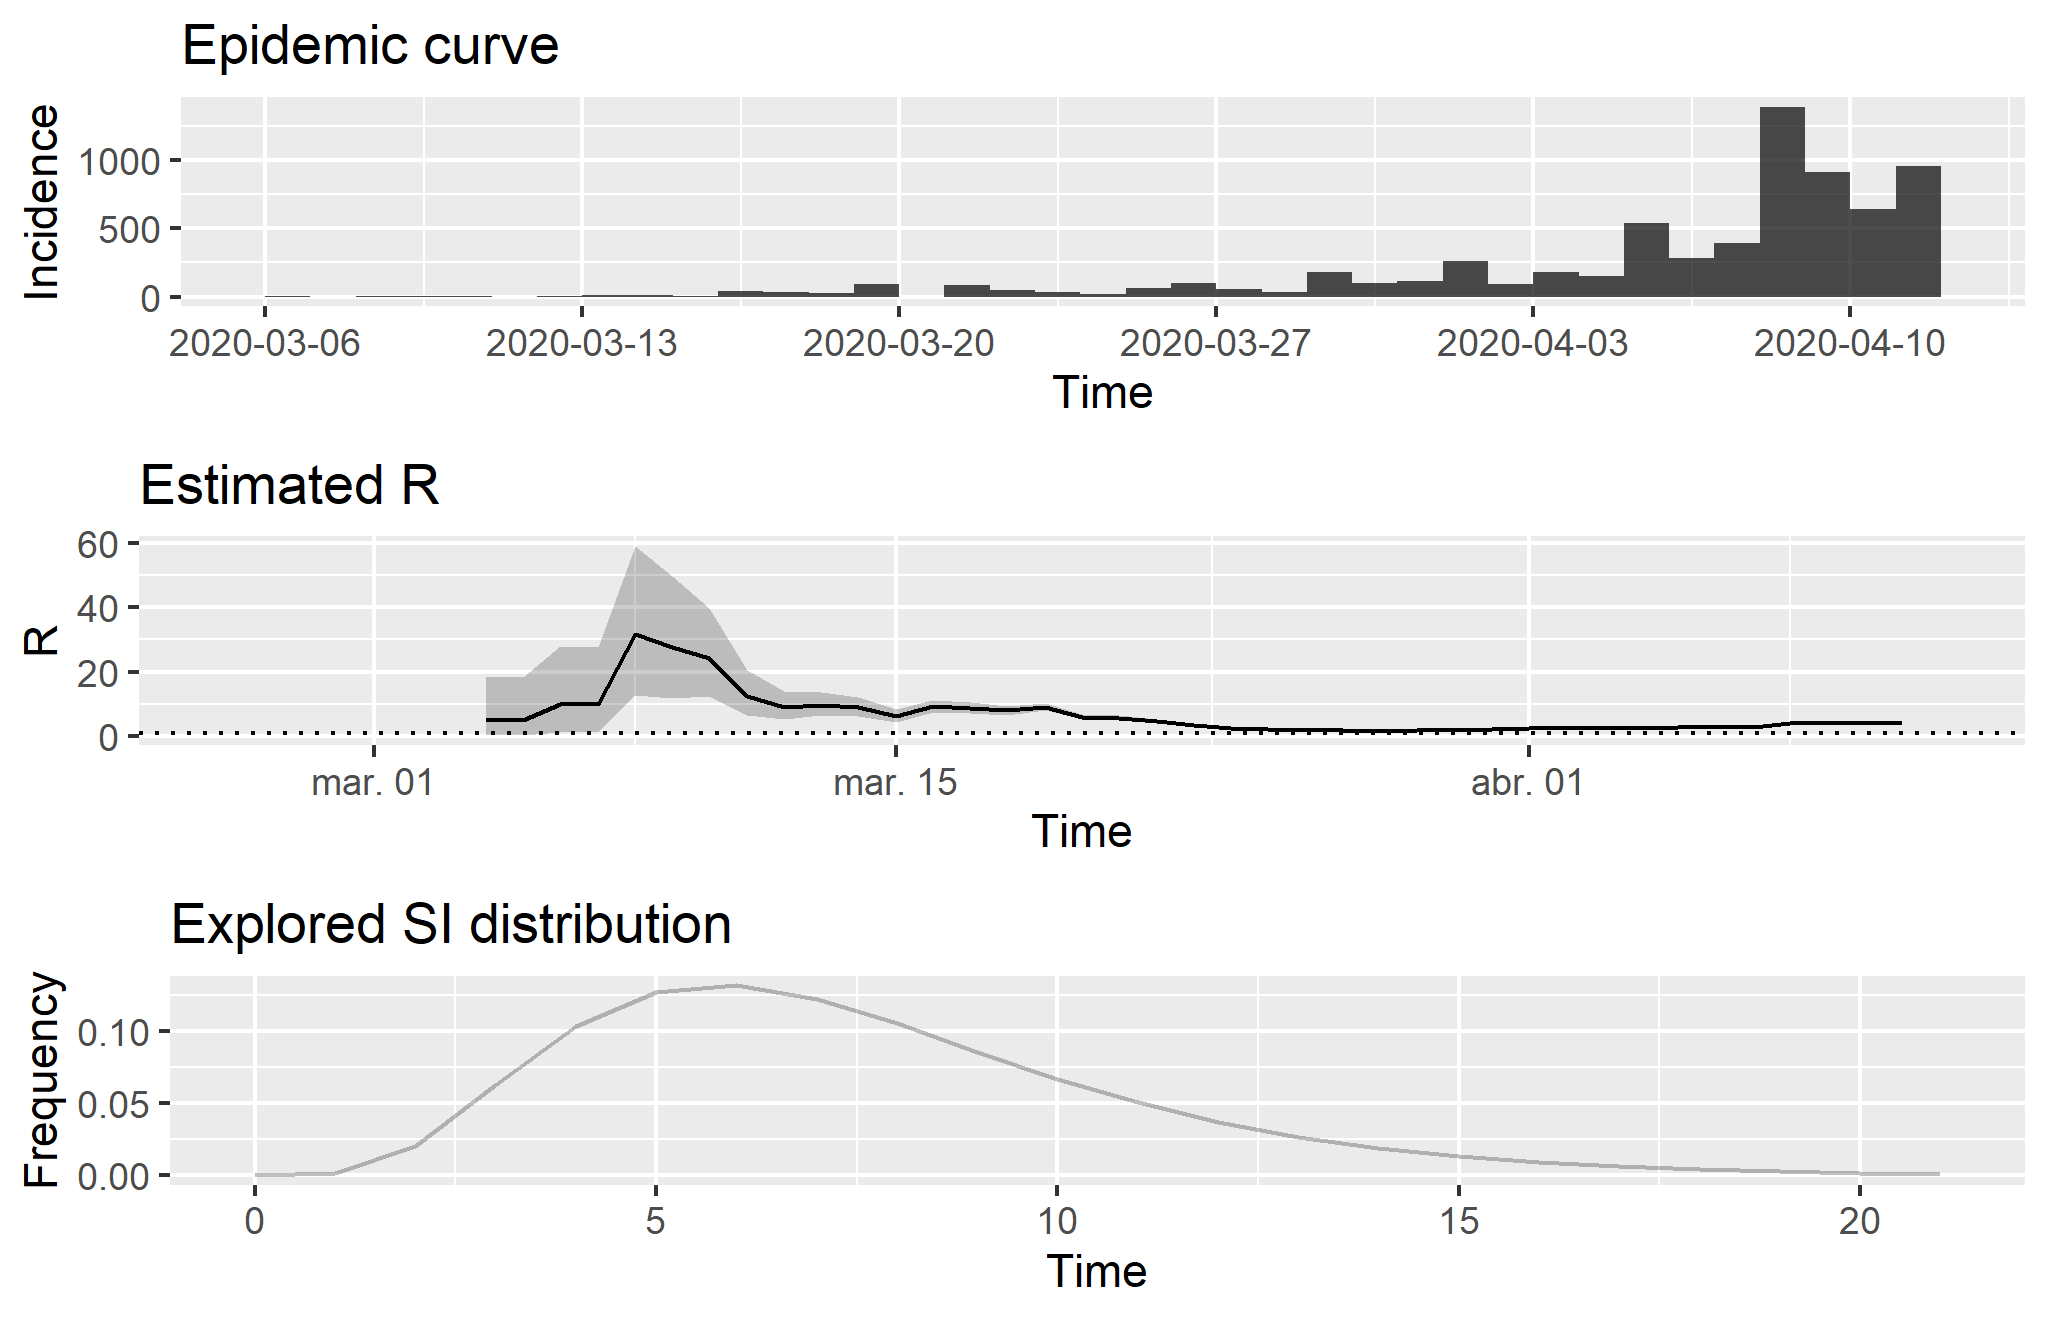 Epidemic curve
Incidence
1000
500
0
2020-03-06 2020-03-13 2020-03-20 2020-03-27 2020-04-03 2020-04-10
Time
Estimated R
R
60
40
20
0
mar. 01 mar. 15 abr. 01
Time
Explored SI distribution
Frequency
0.10
0.05
0.00
0 5 10 15 20
Time